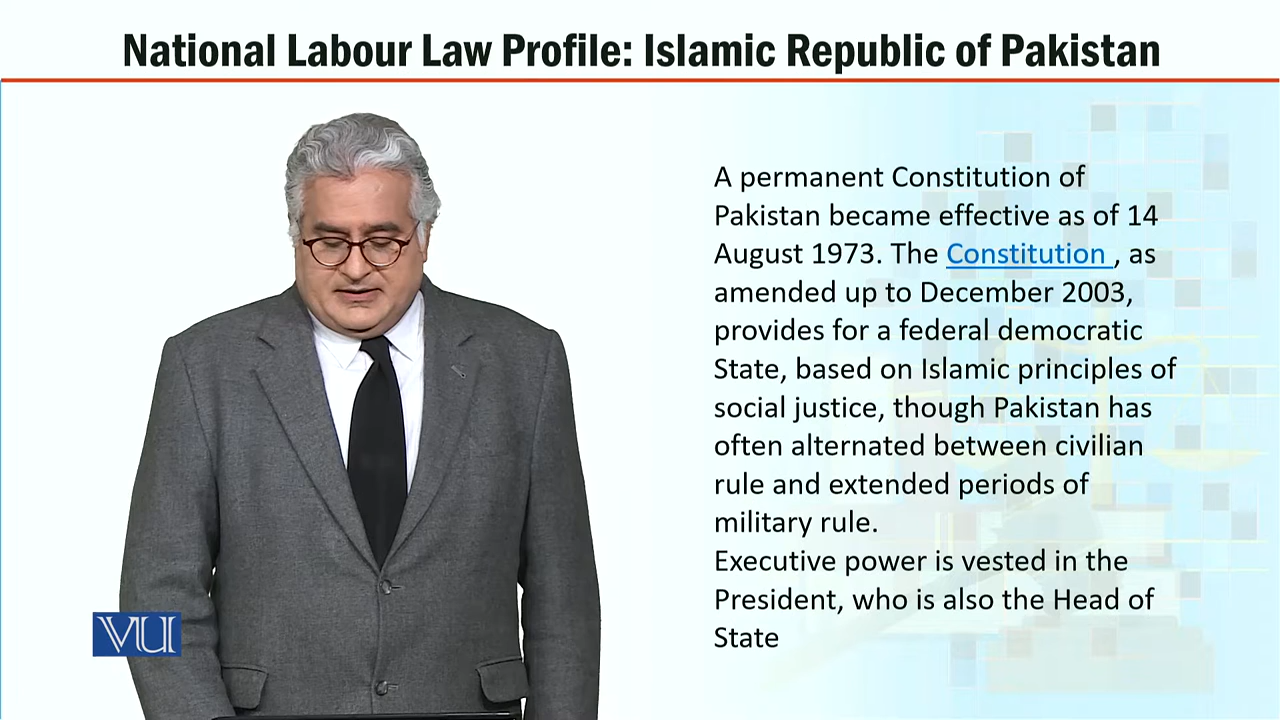 National Labour Law Profile: Islamic Republic of Pakistan
A permanent Constitution of
Pakistan became effective as of 14
August 1973. The Constitution , as
amended up to December 2003,
provides for a federal democratic
State, based on Islamic principles of
social justice, though Pakistan has
often alternated between civilian
rule and extended periods of
military rule.
Executive power is vested in the
President, who is also the Head of
State
VU